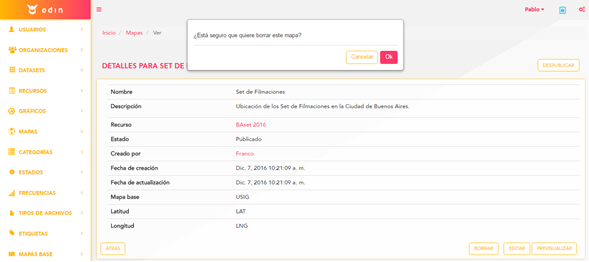 odin
Pablo
USUARIOS
ORGANIZACIONES
DATASETS
RECURSOS
GRÁFICOS
MAPAS
CATEGORÍAS
ESTADOS
FRECUENCIAS
TIPOS DE ARCHIVOS
ETIQUETAS
MAPAS BASE
Inicio / Mapas / Ver
¿Está seguro que quiere borrar este mapa?
Cancelar Ok
DETALLES PARA SET DE
DESPUBLICAR
Nombre Set de Filmaciones
Descripción Ubicación de los Set de Filmaciones en la Ciudad de Buenos Aires.
Recurso BAset 2016
Estado Publicado
Creado por Franco
Fecha de creación Dic. 7, 2016 10:21:09 a. m.
Fecha de actualización Dic. 7, 2016 10:21:09 a. m.
Mapa base USIG
Latitud LAT
Longitud LNG
ATRÁS BORRAR EDITAR PREVISUALIZAR